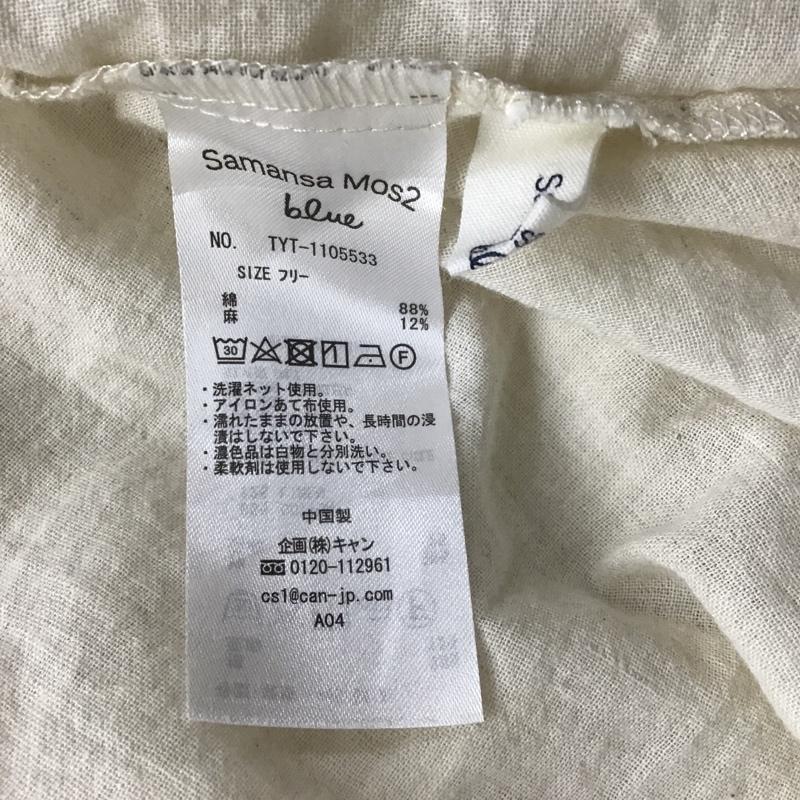 Samansa Mos2
blue
NO. TYT-1105533
SIZE フリー
綿 88%
麻 12%
30
F
・洗濯ネット使用。
・アイロンあて布使用。
・濡れたままの放置や、長時間の浸
漬はしないで下さい。
・濃色品は白物と分別洗い。
・柔軟剤は使用しないで下さい。
中国製
企画(株)キャン
0120-112961
cs1@can-jp.com
A04